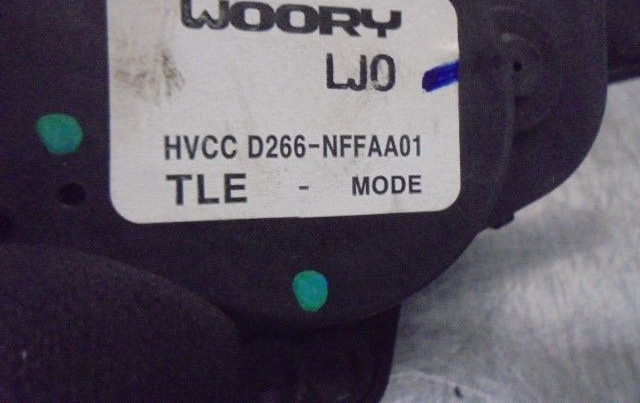 WOORY
LJ0
HVCC D266-NFFAA01
TLE - MODE